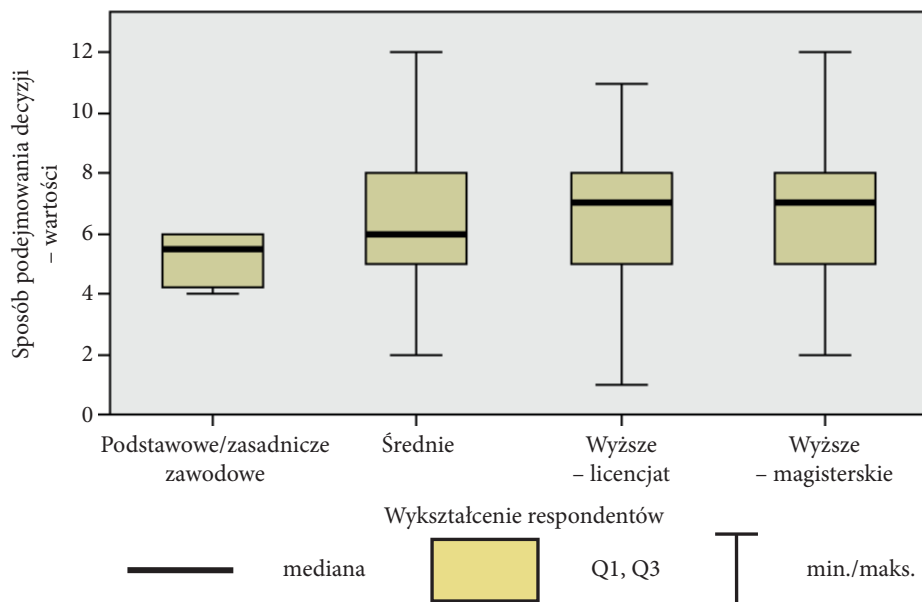 Sposób podejmowania decyzji
– wartości
12
10
8
6
4
2
0
Podstawowe/zasadnicze
zawodowe
Średnie
Wyższe
– licencjat
Wyższe
– magisterskie
Wykształcenie respondentów
mediana
Q1, Q3
min./maks.